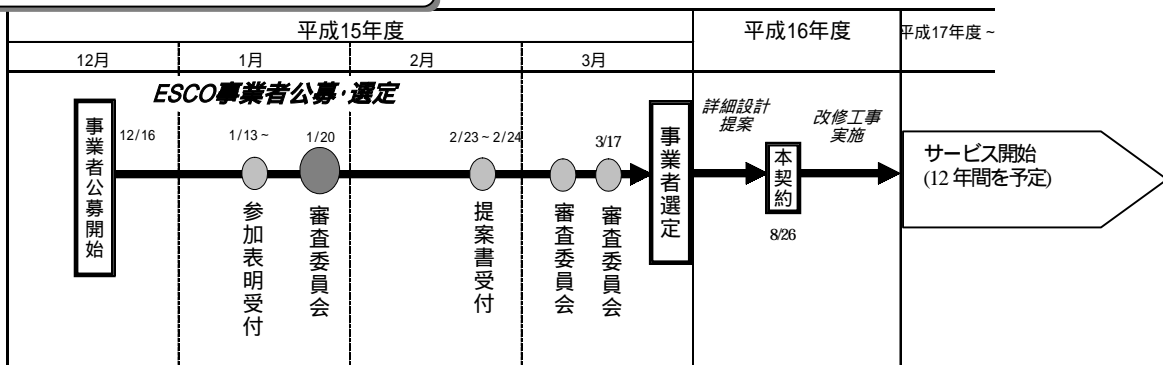 平成15年度
平成16年度
平成17年度～
12月
1月
2月
3月
ESCO事業者公募・選定
事業者公募開始
12/16
1/13～
参加表明受付
1/20
審査委員会
2/23～2/24
提案書受付
審査委員会
3/17
審査委員会
事業者選定
詳細設計
提案
本契約
8/26
改修工事
実施
サービス開始
(12年間を予定)